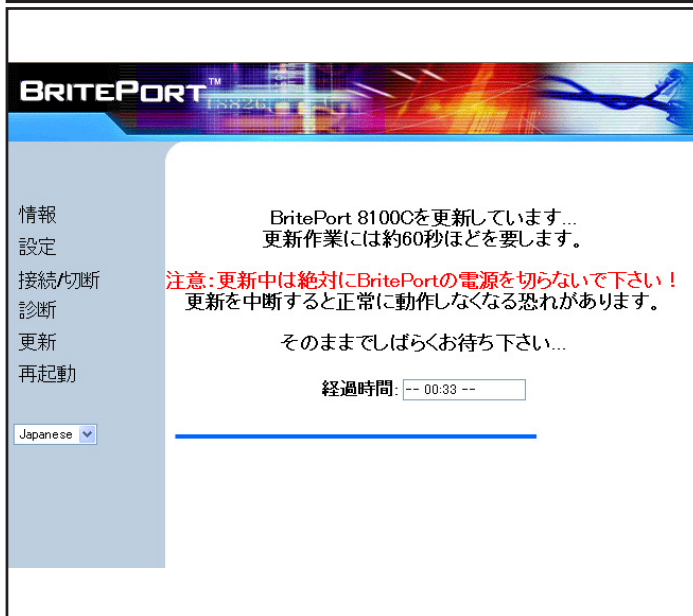 BRITEPORT™
情報
設定
接続/切断
診断
更新
再起動
Japanese
BritePort 8100Cを更新しています...
更新作業には約60秒ほどを要します。
注意:更新中は絶対にBritePortの電源を切らないで下さい！
更新を中断すると正常に動作しなくなる恐れがあります。
そのままでしばらくお待ち下さい...
経過時間: -- 00:33 --